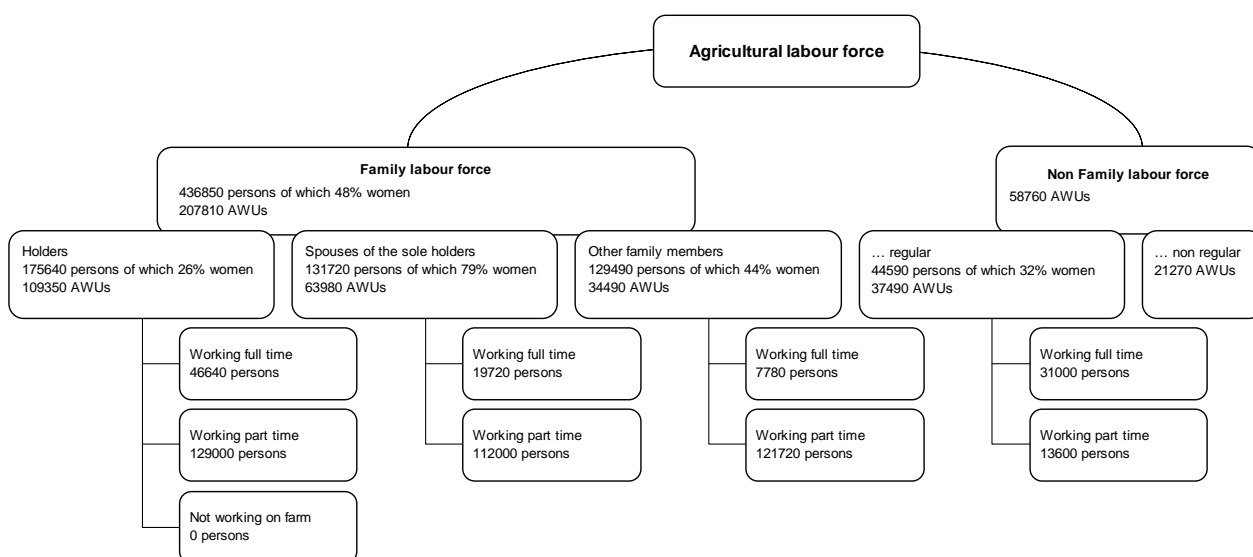 Agricultural labour force
Family labour force
436850 persons of which 48% women
207810 AWUs
Non Family labour force
58760 AWUs
Holders
175640 persons of which 26% women
109350 AWUs
Spouses of the sole holders
131720 persons of which 79% women
63980 AWUs
Other family members
129490 persons of which 44% women
34490 AWUs
... regular
44590 persons of which 32% women
37490 AWUs
... non regular
21270 AWUs
Working full time
46640 persons
Working full time
19720 persons
Working full time
7780 persons
Working full time
31000 persons
Working part time
129000 persons
Working part time
112000 persons
Working part time
121720 persons
Working part time
13600 persons
Not working on farm
0 persons